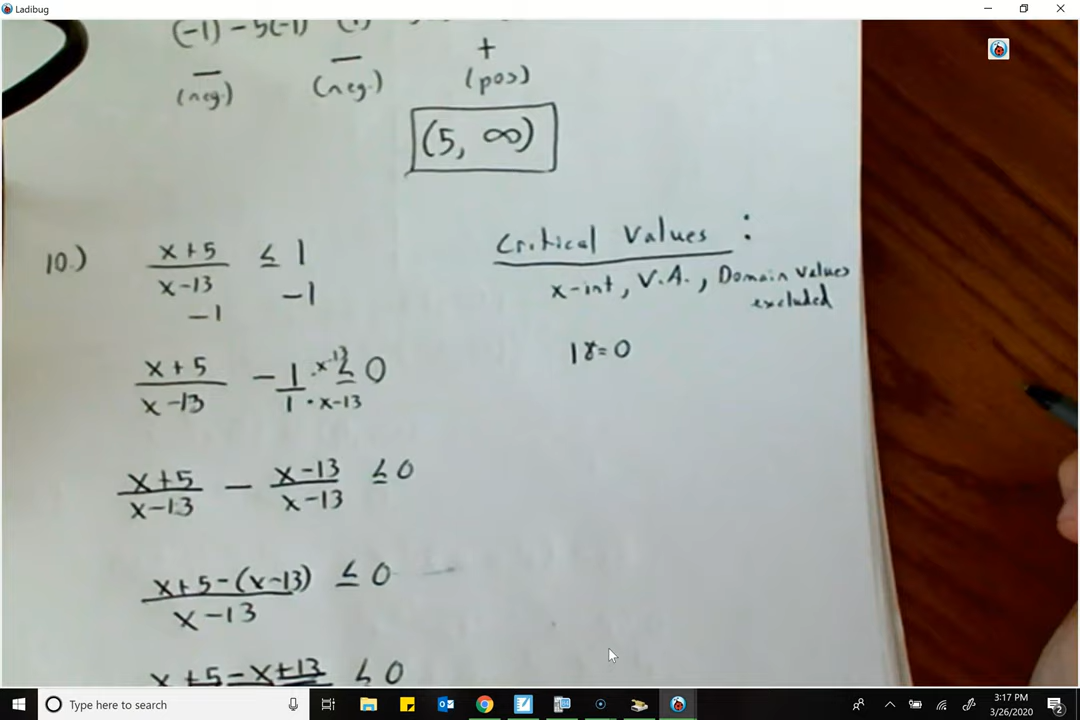 Ladibug
(-1) - 5(-1)
— — +
(neg.) (neg.) (pos)
(5, ∞)
10.) x+5 / x-13 ≤ 1
-1 -1
Critical Values :
x-int, V.A., Domain values
excluded
18=0
x+5 / x-13 - 1/1 · x-13 / · x-13 ≤ 0
x+5 / x-13 - x-13 / x-13 ≤ 0
x+5-(x-13) / x-13 ≤ 0
x+5-x+13 ≤ 0
Type here to search
3:17 PM
3/26/2020
2